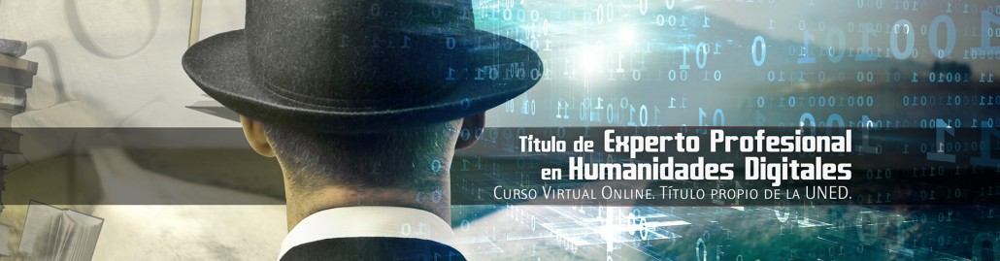 Título de Experto Profesional
en Humanidades Digitales
Curso Virtual Online. Título propio de la UNED.